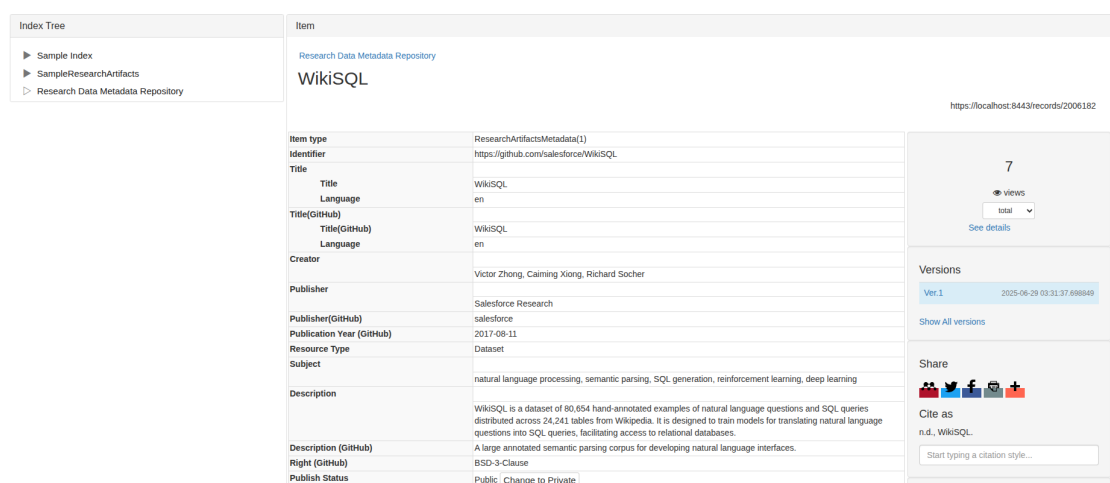 Index Tree
Sample Index
SampleResearchArtifacts
Research Data Metadata Repository
Item
Research Data Metadata Repository
WikiSQL
https://localhost:8443/records/2006182
Item type ResearchArtifactsMetadata(1)
Identifier https://github.com/salesforce/WikiSQL
Title
Title WikiSQL
Language en
Title(GitHub)
Title(GitHub) WikiSQL
Language en
Creator
Victor Zhong, Caiming Xiong, Richard Socher
Publisher
Salesforce Research
Publisher(GitHub) salesforce
Publication Year (GitHub) 2017-08-11
Resource Type Dataset
Subject
natural language processing, semantic parsing, SQL generation, reinforcement learning, deep learning
Description
WikiSQL is a dataset of 80,654 hand-annotated examples of natural language questions and SQL queries
distributed across 24,241 tables from Wikipedia. It is designed to train models for translating natural language
questions into SQL queries, facilitating access to relational databases.
Description (GitHub) A large annotated semantic parsing corpus for developing natural language interfaces.
Right (GitHub) BSD-3-Clause
Publish Status Public Change to Private
7
views
total
See details
Versions
Ver.1 2025-06-29 03:31:37.698849
Show All versions
Share
Cite as
n.d., WikiSQL.
Start typing a citation style...